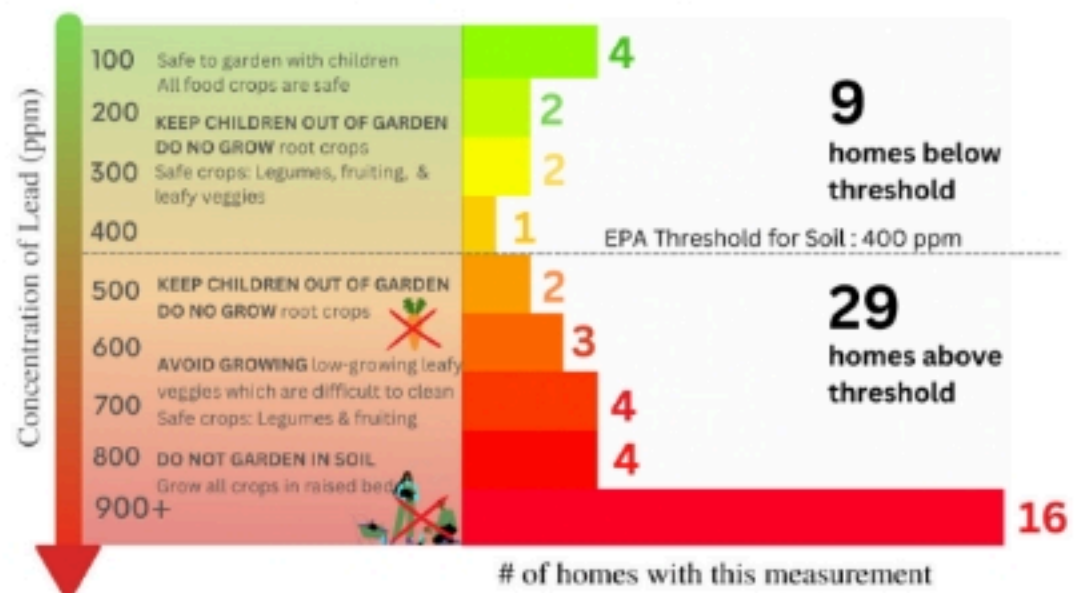 Concentration of Lead (ppm)
100
Safe to garden with children
All food crops are safe
200
KEEP CHILDREN OUT OF GARDEN
DO NO GROW root crops
300
Safe crops: Legumes, fruiting, &
leafy veggies
400
500
KEEP CHILDREN OUT OF GARDEN
DO NO GROW root crops
600
AVOID GROWING low-growing leafy
veggies which are difficult to clean
700
Safe crops: Legumes & fruiting
800
DO NOT GARDEN IN SOIL
Grow all crops in raised beds
900+
4
2
2
1
2
3
4
4
16
9
homes below
threshold
EPA Threshold for Soil : 400 ppm
29
homes above
threshold
# of homes with this measurement